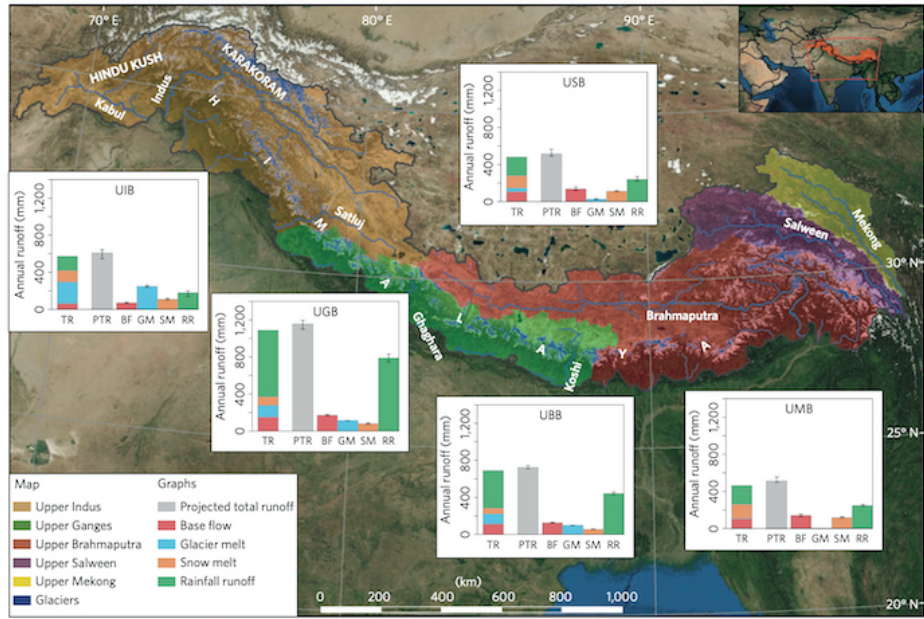 70° E
80° E
90° E
HINDU KUSH
KARAKORAM
Kabul
Indus
H
I
M
A
L
A
Y
A
Satluj
Ghaghara
Koshi
Brahmaputra
Salween
Mekong
30° N
25° N
20° N
USB
Annual runoff (mm)
1,200
800
400
0
TR PTR BF GM SM RR
UIB
Annual runoff (mm)
1,200
800
400
0
TR PTR BF GM SM RR
UGB
Annual runoff (mm)
1,200
800
400
0
TR PTR BF GM SM RR
UBB
Annual runoff (mm)
1,200
800
400
0
TR PTR BF GM SM RR
UMB
Annual runoff (mm)
1,200
800
400
0
TR PTR BF GM SM RR
Map
Upper Indus
Upper Ganges
Upper Brahmaputra
Upper Salween
Upper Mekong
Glaciers
Graphs
Projected total runoff
Base flow
Glacier melt
Snow melt
Rainfall runoff
(km)
0 200 400 600 800 1,000